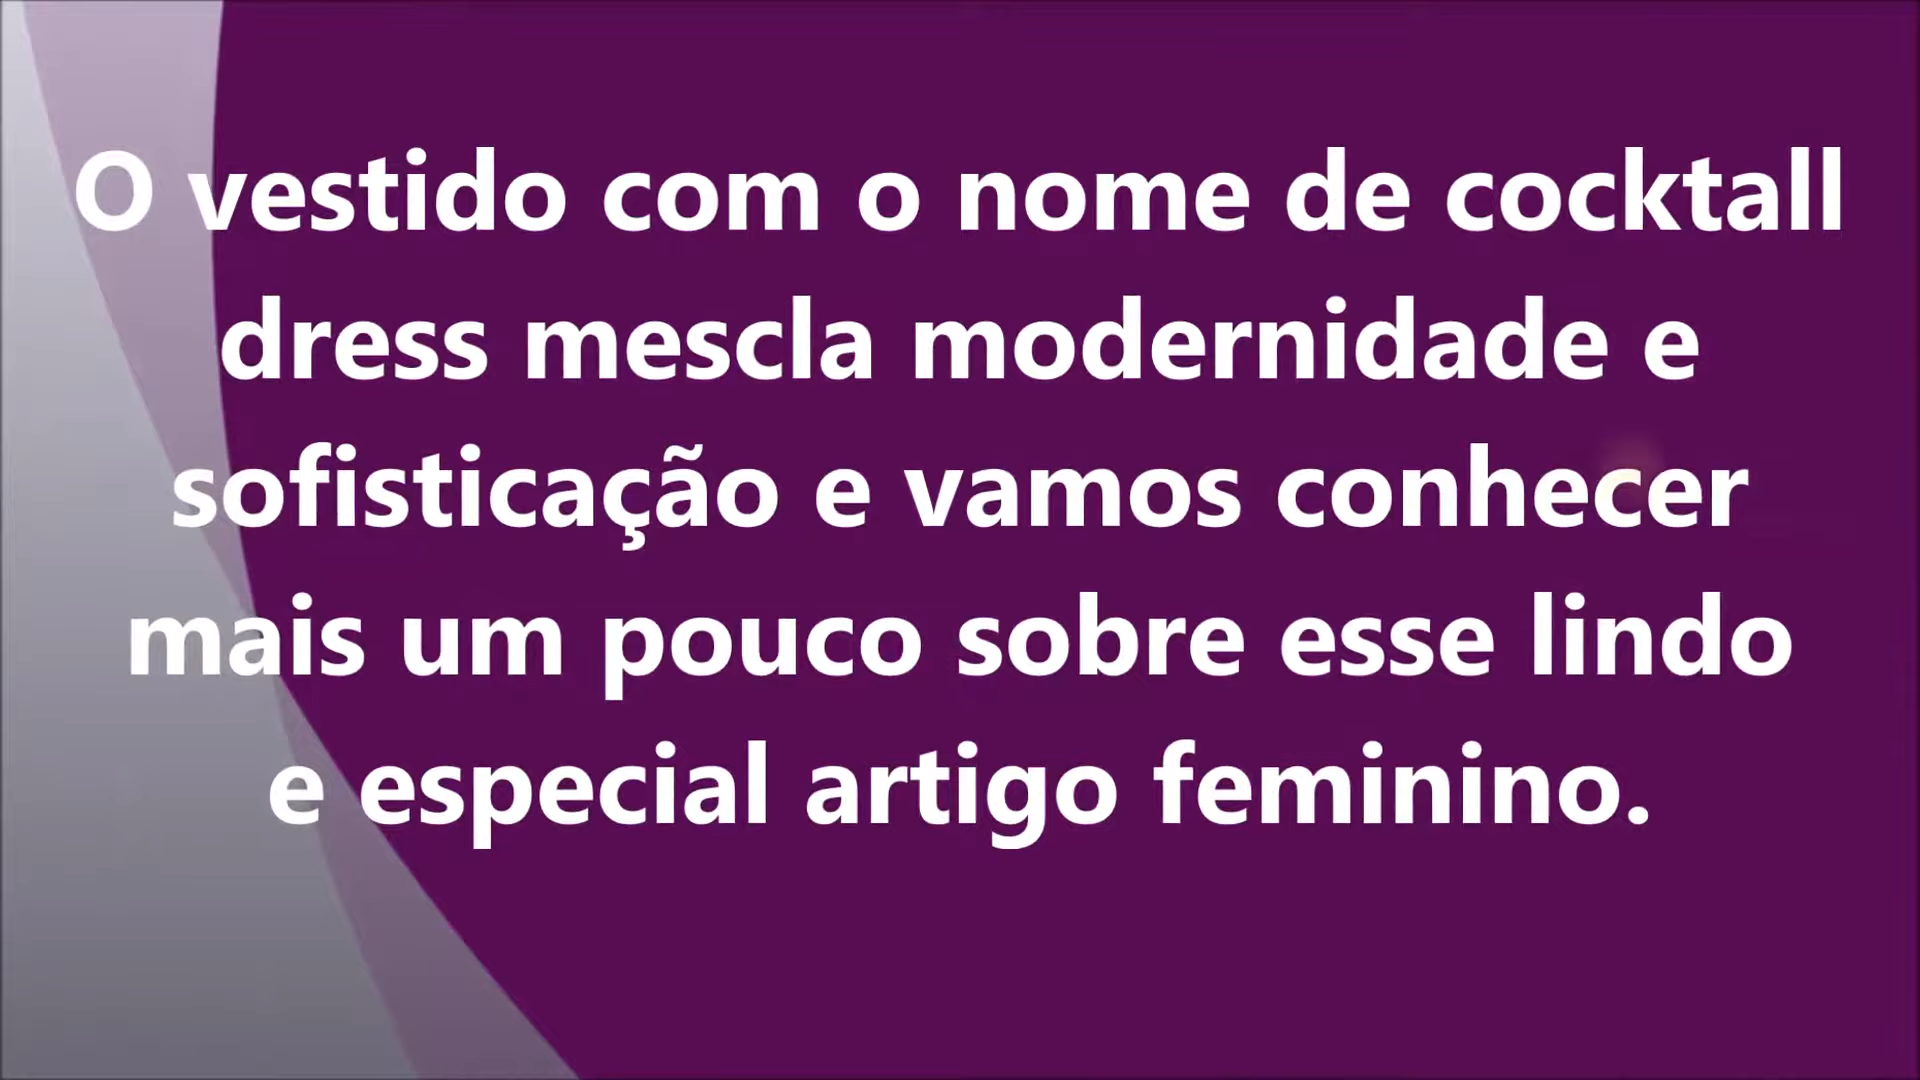 O vestido com o nome de cocktall
dress mescla modernidade e
sofisticação e vamos conhecer
mais um pouco sobre esse lindo
e especial artigo feminino.